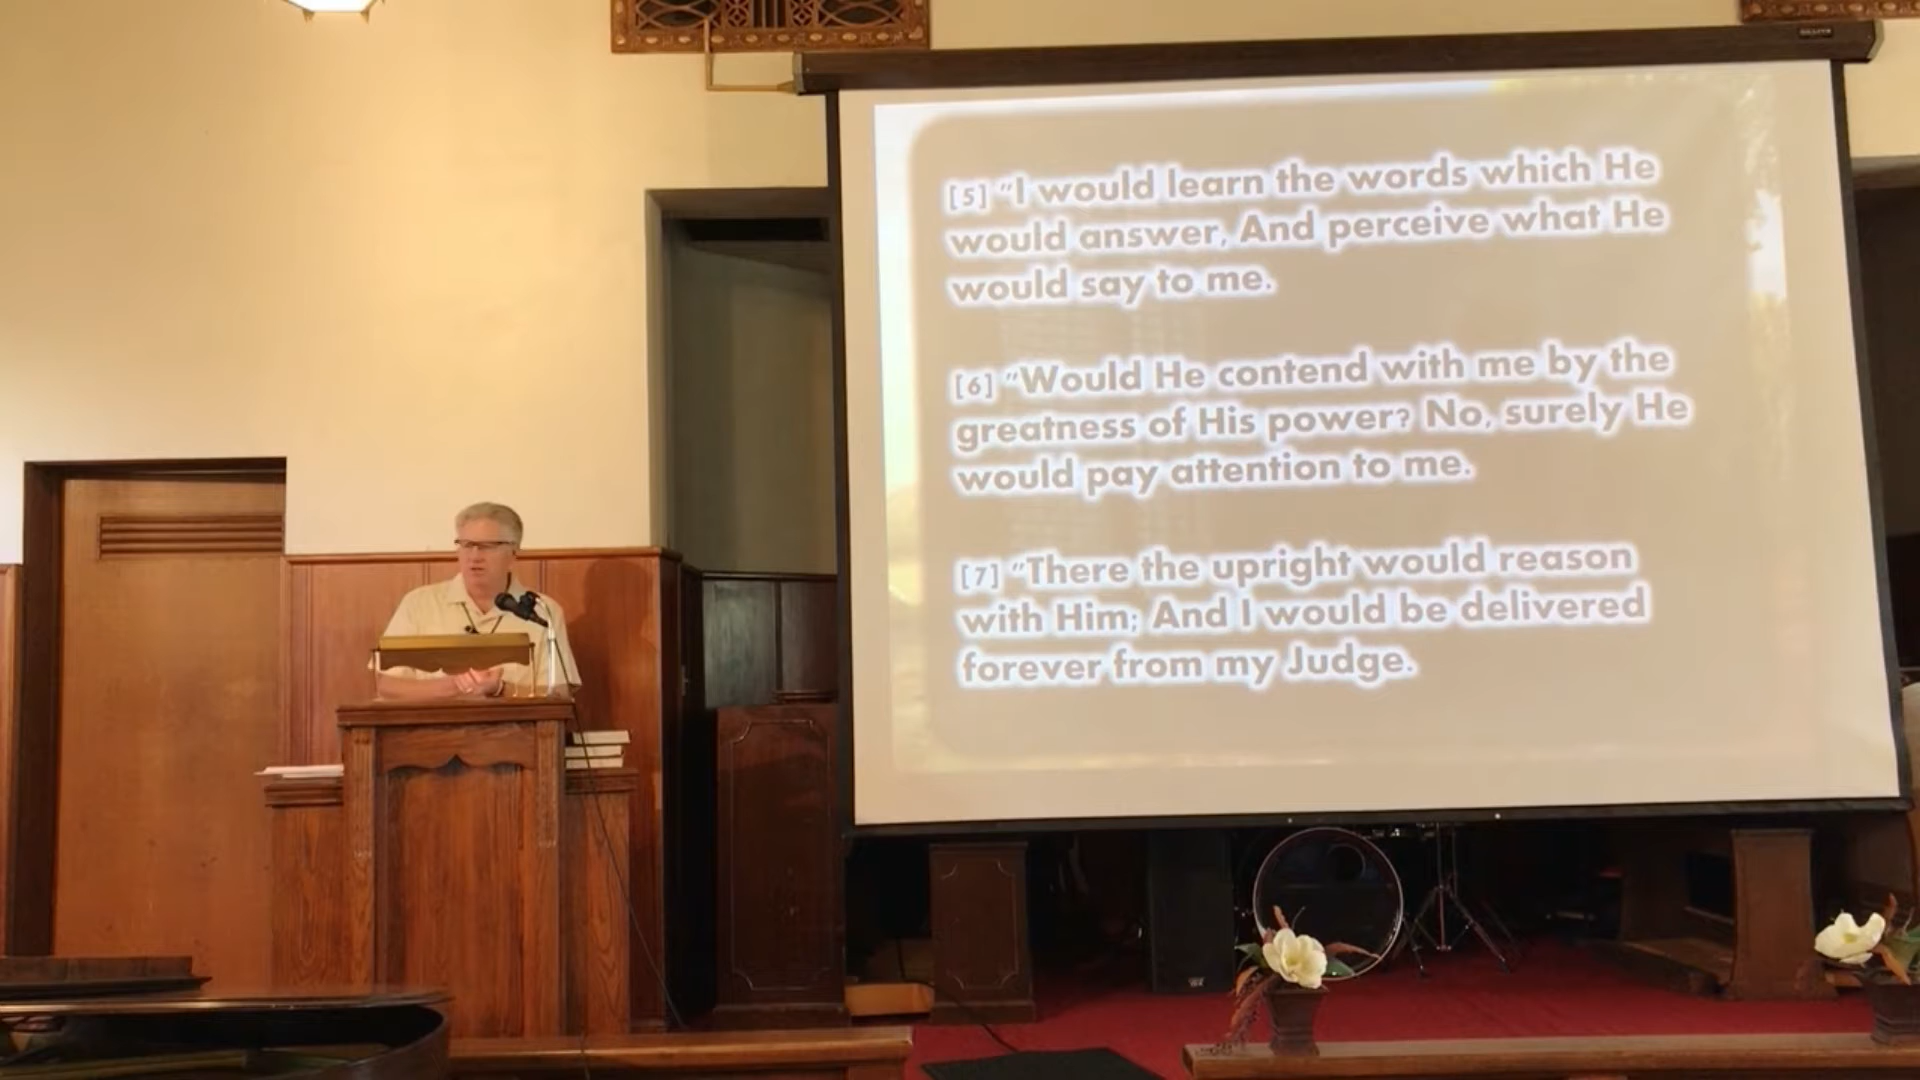 [5] "I would learn the words which He
would answer, And perceive what He
would say to me.
[6] "Would He contend with me by the
greatness of His power? No, surely He
would pay attention to me.
[7] "There the upright would reason
with Him; And I would be delivered
forever from my Judge.